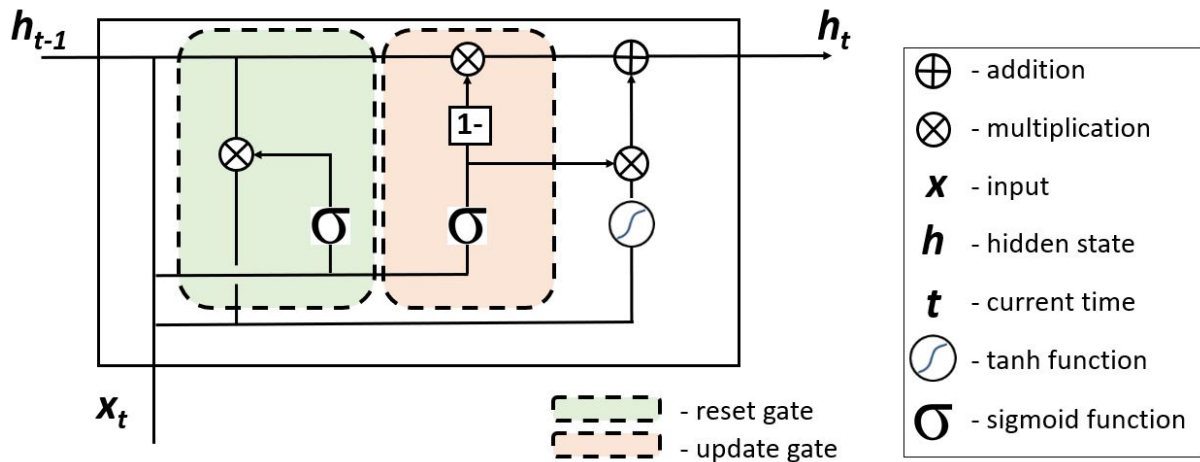 h_{t-1}
h_t
1-
σ
σ
x_t
- reset gate
- update gate
- addition
- multiplication
x - input
h - hidden state
t - current time
- tanh function
σ - sigmoid function